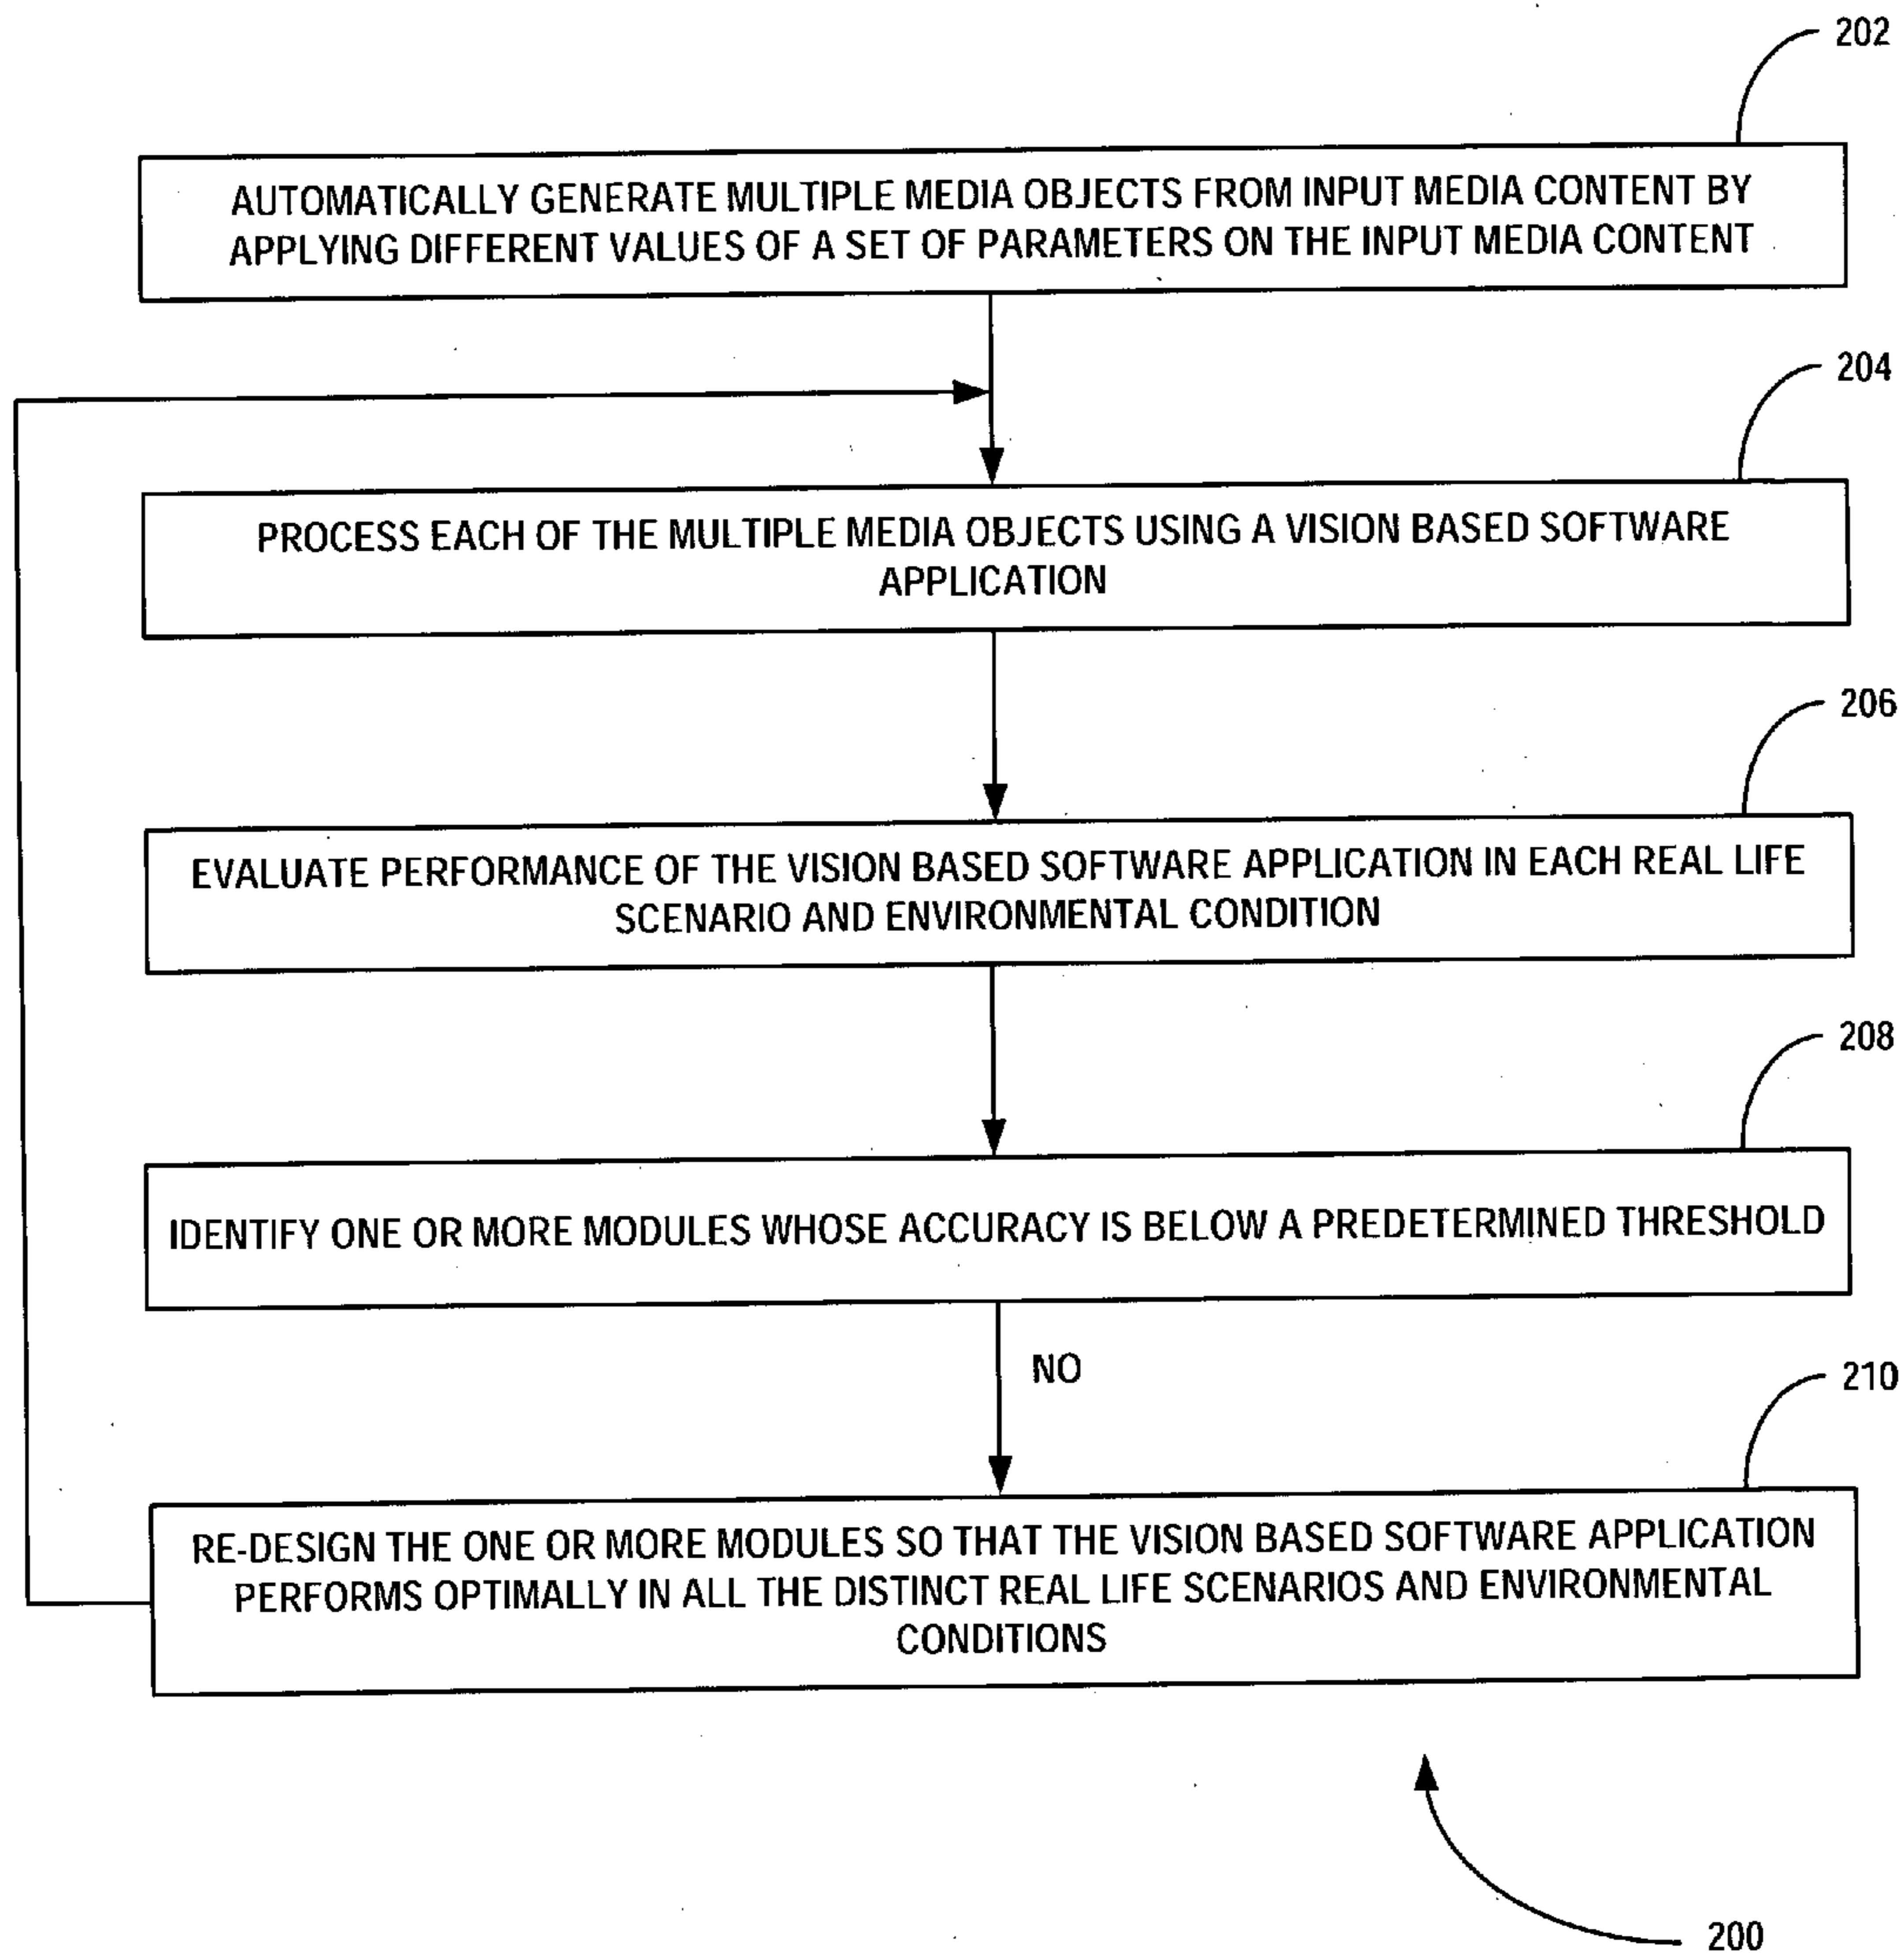 202
AUTOMATICALLY GENERATE MULTIPLE MEDIA OBJECTS FROM INPUT MEDIA CONTENT BY
APPLYING DIFFERENT VALUES OF A SET OF PARAMETERS ON THE INPUT MEDIA CONTENT
204
PROCESS EACH OF THE MULTIPLE MEDIA OBJECTS USING A VISION BASED SOFTWARE
APPLICATION
206
EVALUATE PERFORMANCE OF THE VISION BASED SOFTWARE APPLICATION IN EACH REAL LIFE
SCENARIO AND ENVIRONMENTAL CONDITION
208
IDENTIFY ONE OR MORE MODULES WHOSE ACCURACY IS BELOW A PREDETERMINED THRESHOLD
NO
210
RE-DESIGN THE ONE OR MORE MODULES SO THAT THE VISION BASED SOFTWARE APPLICATION
PERFORMS OPTIMALLY IN ALL THE DISTINCT REAL LIFE SCENARIOS AND ENVIRONMENTAL
CONDITIONS
200